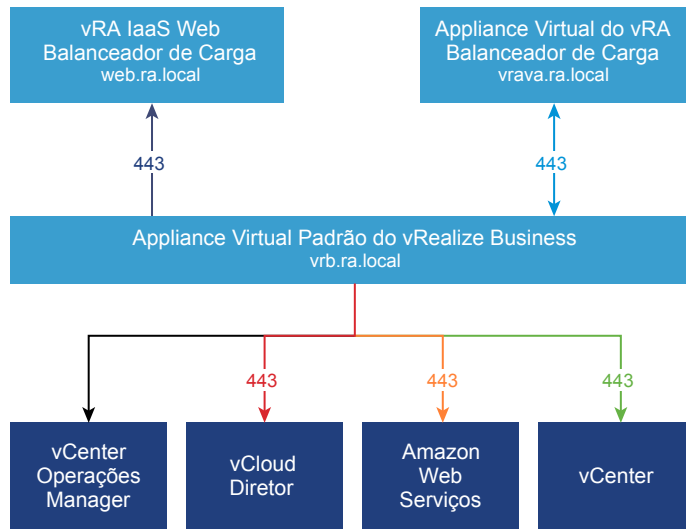 vRA IaaS Web
Balanceador de Carga
web.ra.local
Appliance Virtual do vRA
Balanceador de Carga
vrava.ra.local
443
443
Appliance Virtual Padrão do vRealize Business
vrb.ra.local
443
443
443
vCenter
Operações
Manager
vCloud
Diretor
Amazon
Web
Serviços
vCenter